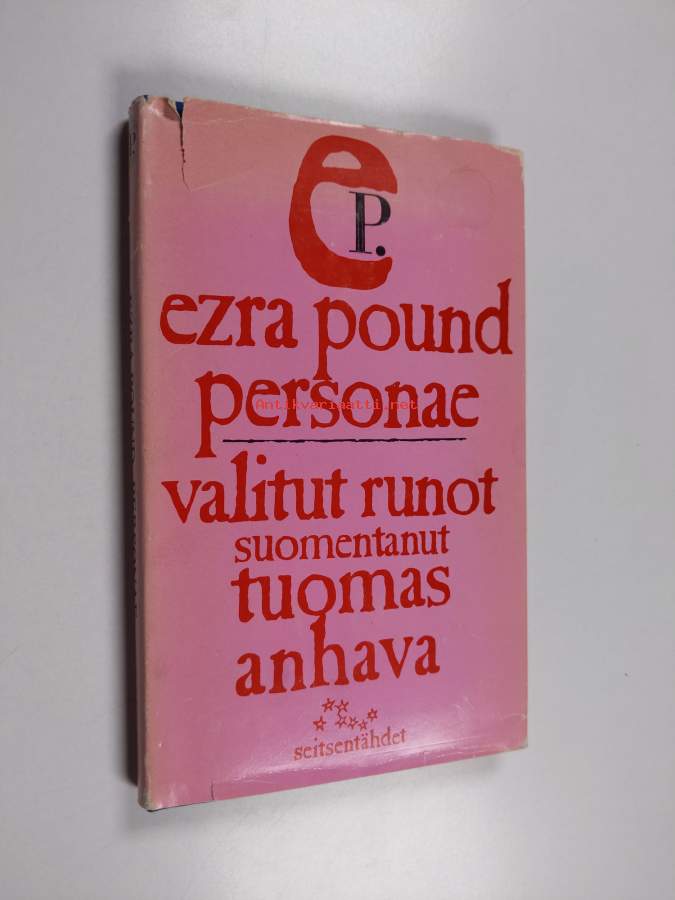 e
P.
ezra pound
personae
Antikvariaatti.net
valitut runot
suomentanut
tuomas
anhava
seitsentähdet